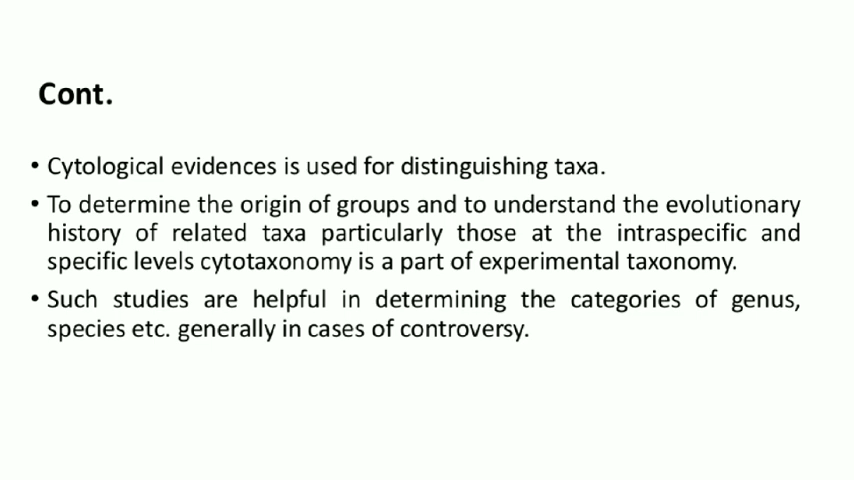 Cont.
• Cytological evidences is used for distinguishing taxa.
• To determine the origin of groups and to understand the evolutionary
history of related taxa particularly those at the intraspecific and
specific levels cytotaxonomy is a part of experimental taxonomy.
• Such studies are helpful in determining the categories of genus,
species etc. generally in cases of controversy.